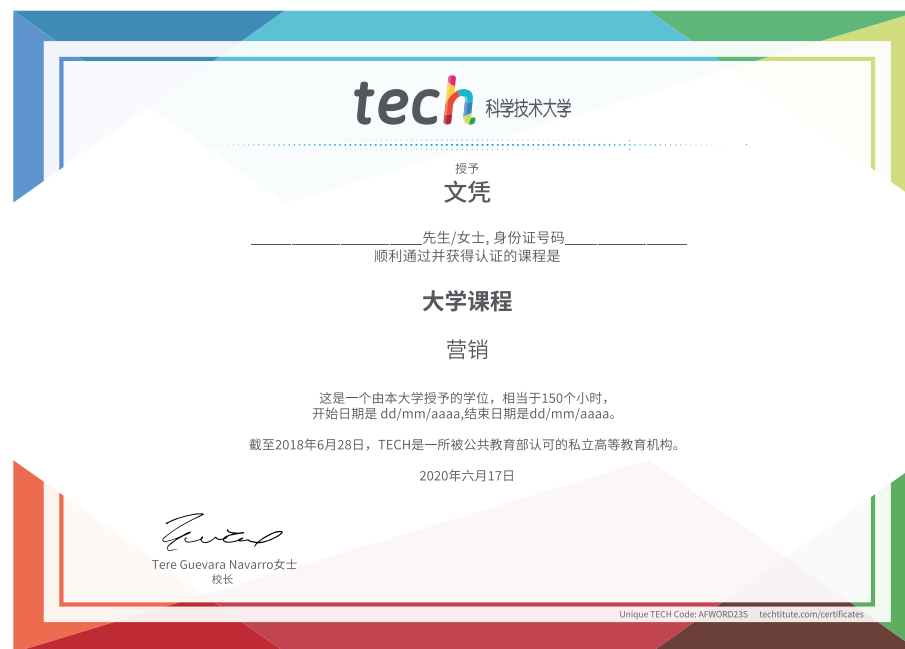 tech 科学技术大学
授予
文凭
____________________先生/女士, 身份证号码______________
顺利通过并获得认证的课程是
大学课程
营销
这是一个由本大学授予的学位，相当于150个小时，
开始日期是 dd/mm/aaaa,结束日期是dd/mm/aaaa。
截至2018年6月28日，TECH是一所被公共教育部认可的私立高等教育机构。
2020年六月17日
Tere Guevara Navarro女士
校长
Unique TECH Code: AFWORD23S techtitute.com/certificates